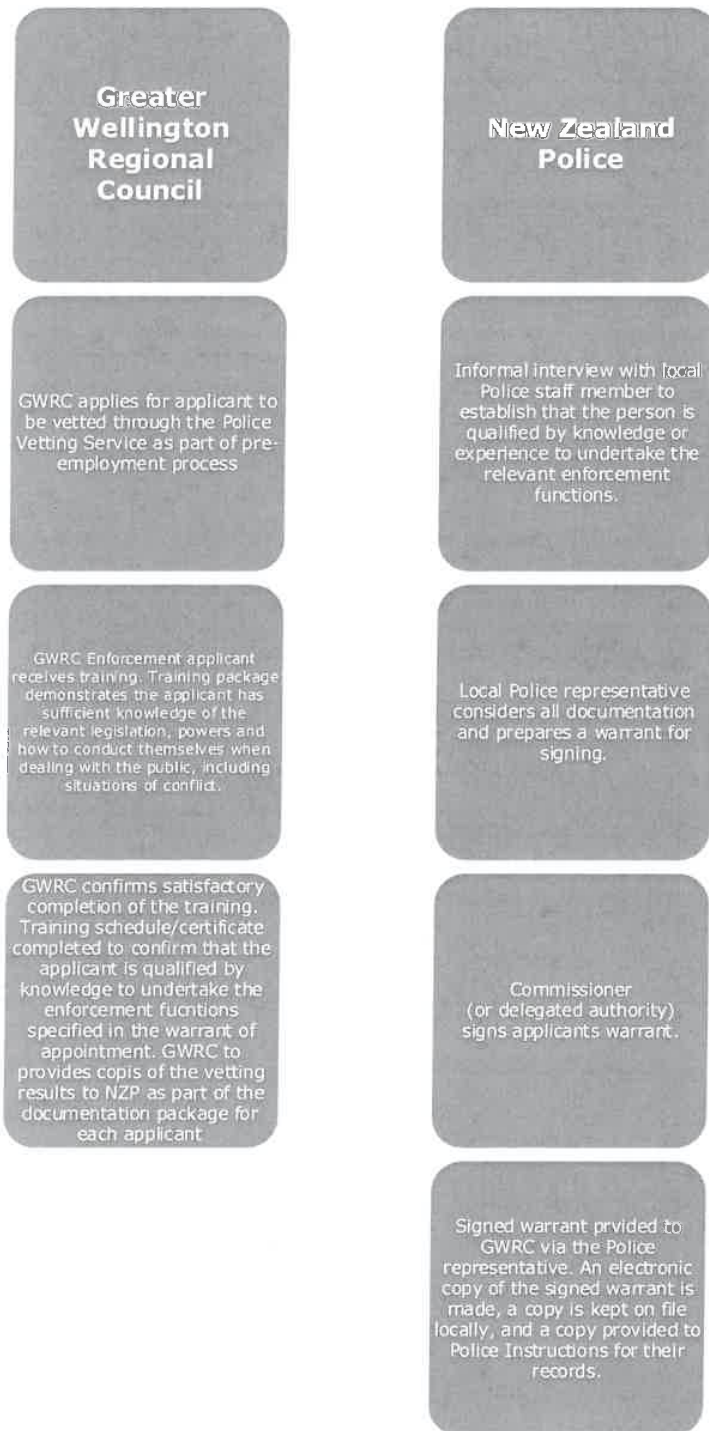 Greater
Wellington
Regional
Council
GWRC applies for applicant to
be vetted through the Police
Vetting Service as part of pre-
employment process
GWRC Enforcement applicant
receives training. Training package
demonstrates the applicant has
sufficient knowledge of the
relevant legislation, powers and
how to conduct themselves when
dealing with the public, including
situations of conflict.
GWRC confirms satisfactory
completion of the training.
Training schedule/certificate
completed to confirm that the
applicant is qualified by
knowledge to undertake the
enforcement fucntions
specified in the warrant of
appointment. GWRC to
provides copis of the vetting
results to NZP as part of the
documentation package for
each applicant
New Zealand
Police
Informal interview with local
Police staff member to
establish that the person is
qualified by knowledge or
experience to undertake the
relevant enforcement
functions.
Local Police representative
considers all documentation
and prepares a warrant for
signing.
Commissioner
(or delegated authority)
signs applicants warrant.
Signed warrant prvided to
GWRC via the Police
representative. An electronic
copy of the signed warrant is
made, a copy is kept on file
locally, and a copy provided to
Police Instructions for their
records.